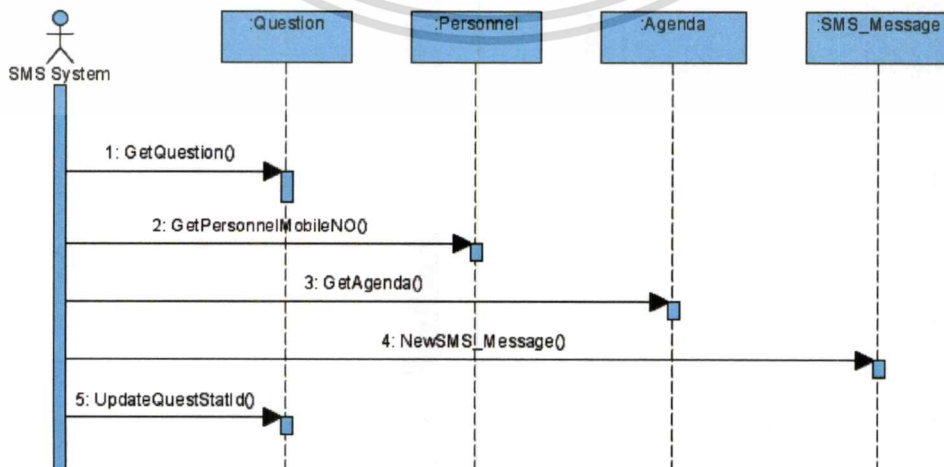 :Question
:Personnel
:Agenda
:SMS_Message
SMS System
1: GetQuestion()
2: GetPersonnelMobileNO()
3: GetAgenda()
4: NewSMS_Message()
5: UpdateQuestStatId()